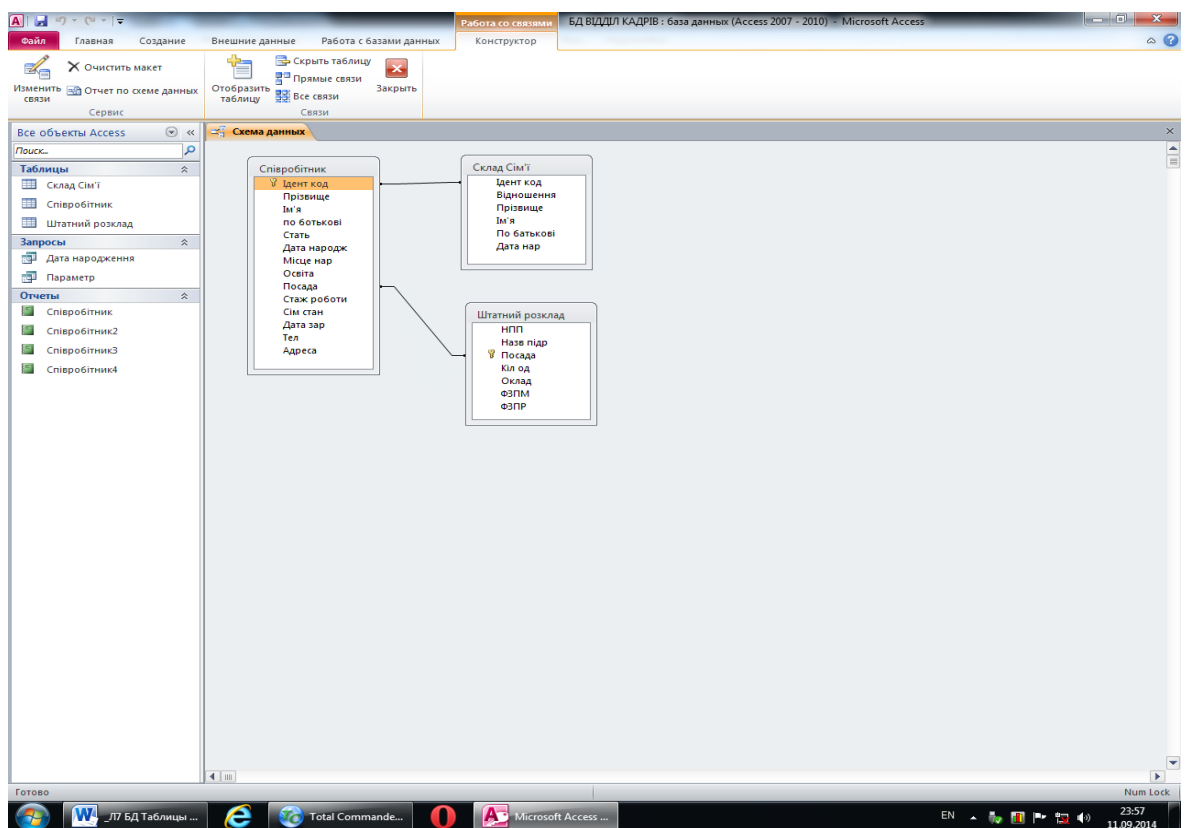 Работа со связями
БД ВІДДІЛ КАДРІВ : база данных (Access 2007 - 2010) - Microsoft Access
Файл Главная Создание Внешние данные Работа с базами данных Конструктор
Изменить связи
Очистить макет
Отчет по схеме данных
Сервис
Отобразить таблицу
Скрыть таблицу
Прямые связи
Все связи
Закрыть
Связи
Все объекты Access
Поиск...
Таблицы
Склад Сім'ї
Співробітник
Штатний розклад
Запросы
Дата народження
Параметр
Отчеты
Співробітник
Співробітник2
Співробітник3
Співробітник4
Схема данных
Співробітник
Ідент код
Прізвище
Ім'я
по ботькові
Стать
Дата народж
Місце нар
Освіта
Посада
Стаж роботи
Сім стан
Дата зар
Тел
Адреса
Склад Сім'ї
Ідент код
Відношення
Прізвище
Ім'я
По батькові
Дата нар
Штатний розклад
НПП
Назв підр
Посада
Кіл од
Оклад
ФЗПМ
ФЗПР
Готово
Num Lock
_Л7 БД Таблицы ...
Total Commande...
Microsoft Access ...
EN
23:57
11.09.2014